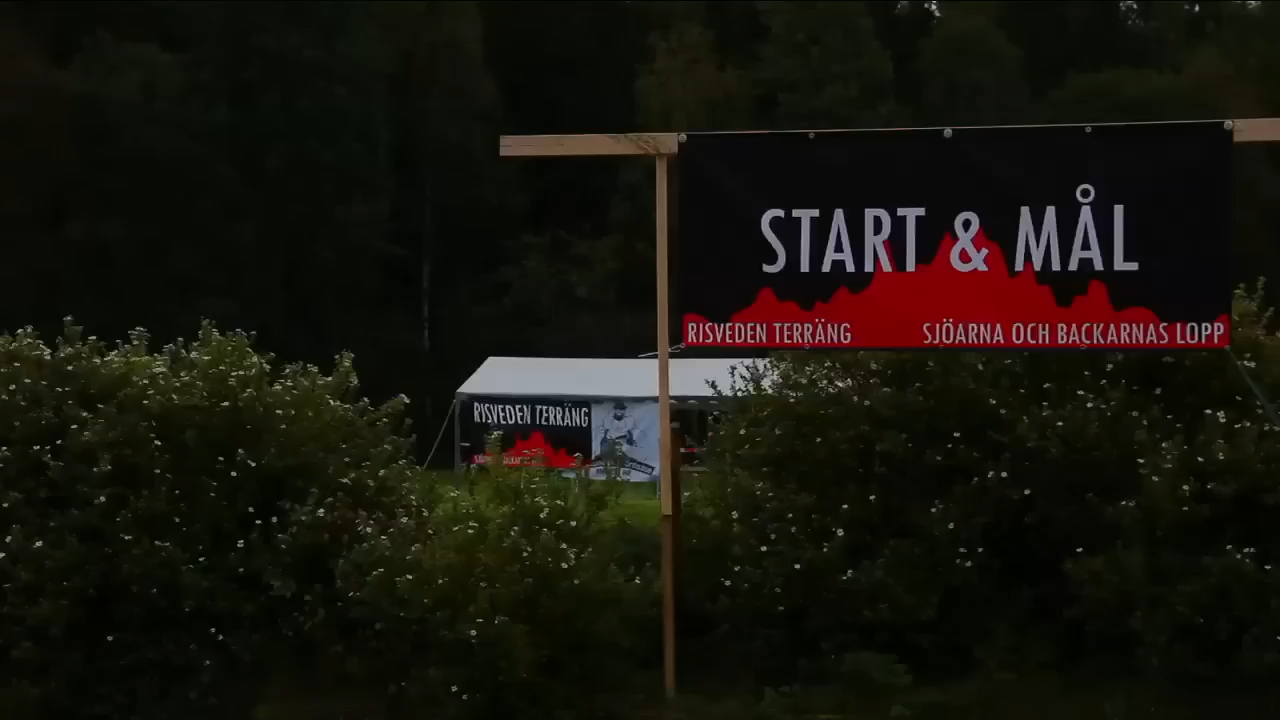 START & MÅL
RISVEDEN TERRÄNG
SJÖARNA OCH BACKARNAS LOPP
RISVEDEN TERRÄNG